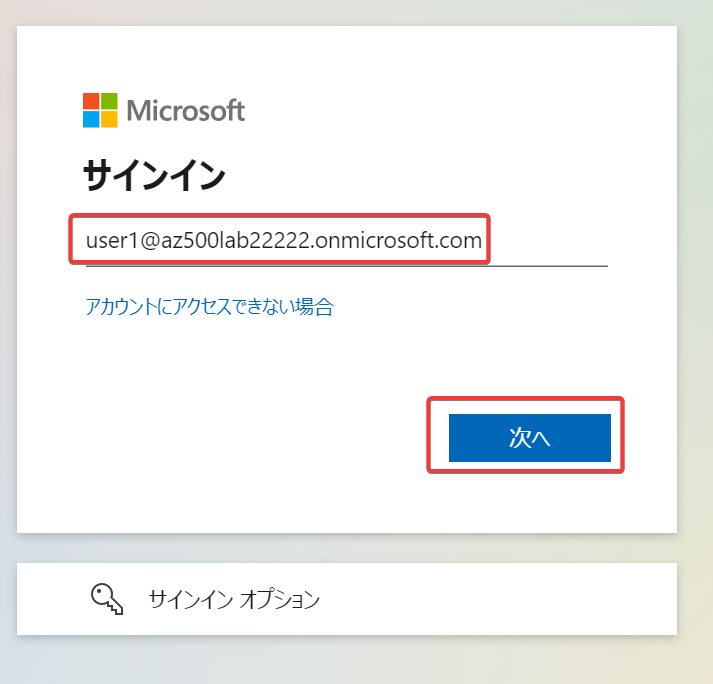 Microsoft
サインイン
user1@az500lab22222.onmicrosoft.com
アカウントにアクセスできない場合
次へ
サインイン オプション